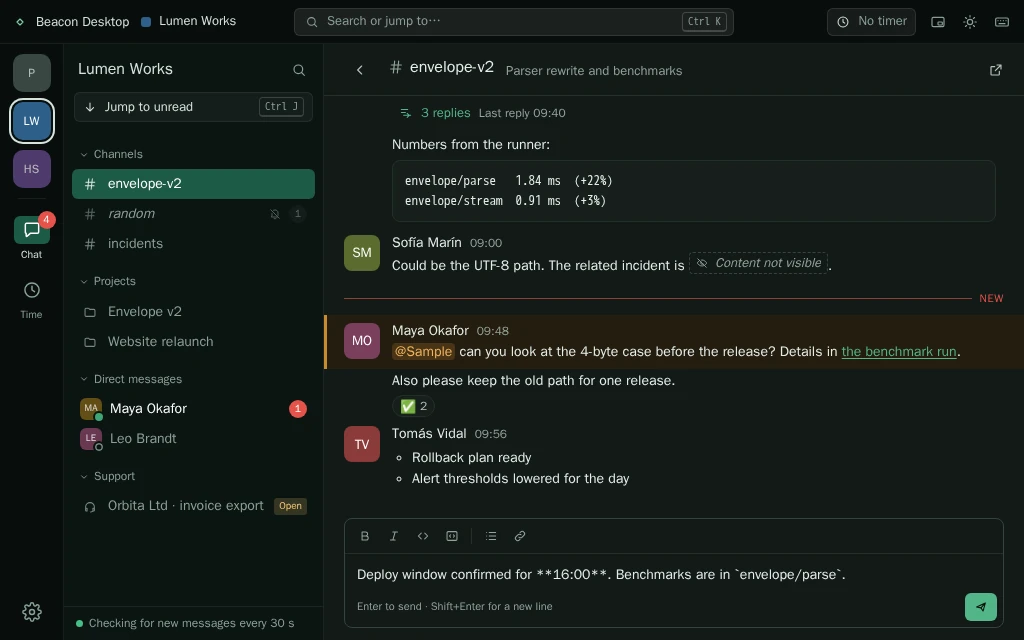 Beacon Desktop Lumen Works Search or jump to··· Ctrl K No timer
P
LW
HS
4
Chat
Time
Lumen Works
Jump to unread Ctrl J
Channels
# envelope-v2
# random 1
# incidents
Projects
Envelope v2
Website relaunch
Direct messages
MA Maya Okafor 1
LE Leo Brandt
Support
Orbita Ltd · invoice export Open
Checking for new messages every 30 s
# envelope-v2 Parser rewrite and benchmarks
3 replies Last reply 09:40
Numbers from the runner:
envelope/parse 1.84 ms (+22%)
envelope/stream 0.91 ms (+3%)
SM Sofía Marín 09:00
Could be the UTF-8 path. The related incident is Content not visible.
NEW
MO Maya Okafor 09:48
@Sample can you look at the 4-byte case before the release? Details in the benchmark run.
Also please keep the old path for one release.
✅ 2
TV Tomás Vidal 09:56
Rollback plan ready
Alert thresholds lowered for the day
B I
Deploy window confirmed for **16:00**. Benchmarks are in `envelope/parse`.
Enter to send · Shift+Enter for a new line